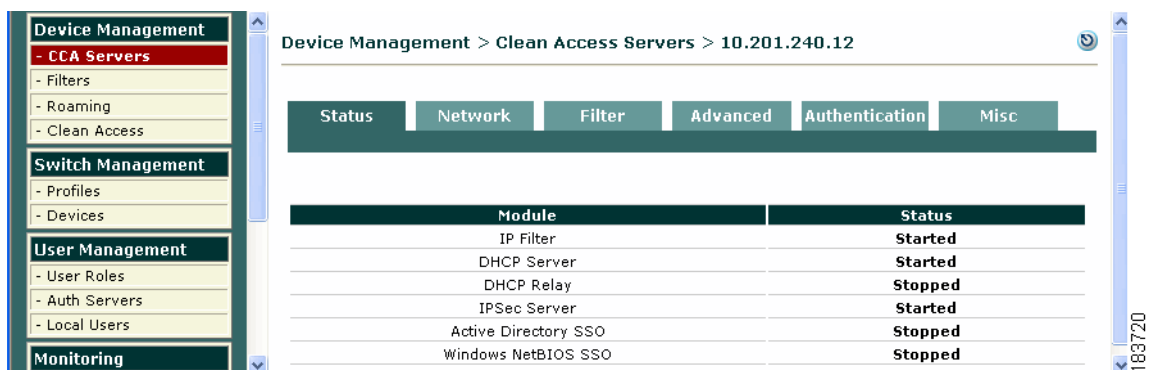 Device Management
- CCA Servers
- Filters
- Roaming
- Clean Access
Switch Management
- Profiles
- Devices
User Management
- User Roles
- Auth Servers
- Local Users
Monitoring
Device Management > Clean Access Servers > 10.201.240.12
Status Network Filter Advanced Authentication Misc
Module Status
IP Filter Started
DHCP Server Started
DHCP Relay Stopped
IPSec Server Started
Active Directory SSO Stopped
Windows NetBIOS SSO Stopped
183720